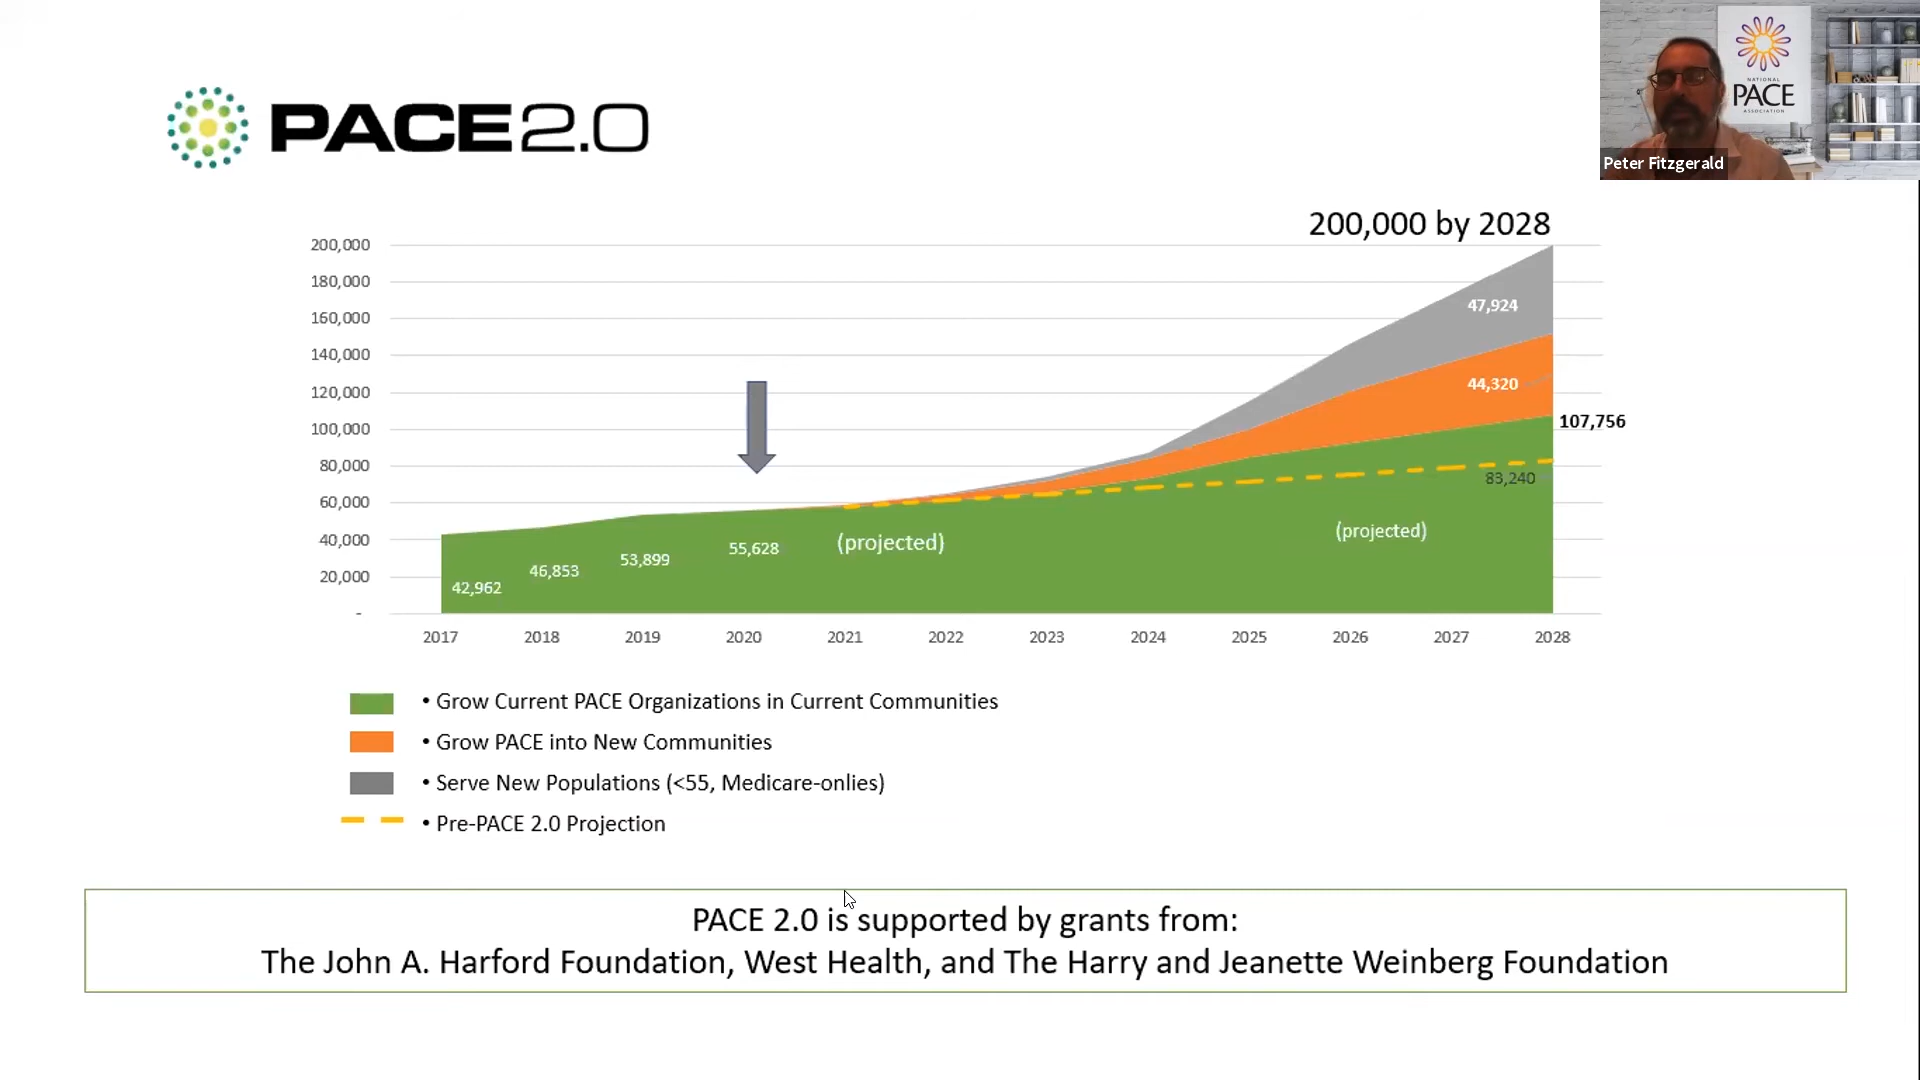 PACE2.0
NATIONAL
PACE
ASSOCIATION
Peter Fitzgerald
200,000 by 2028
200,000
180,000
160,000
140,000
120,000
100,000
80,000
60,000
40,000
20,000
-
47,924
44,320
107,756
83,240
42,962
46,853
53,899
55,628
(projected)
(projected)
2017 2018 2019 2020 2021 2022 2023 2024 2025 2026 2027 2028
• Grow Current PACE Organizations in Current Communities
• Grow PACE into New Communities
• Serve New Populations (<55, Medicare-onlies)
• Pre-PACE 2.0 Projection
PACE 2.0 is supported by grants from:
The John A. Harford Foundation, West Health, and The Harry and Jeanette Weinberg Foundation